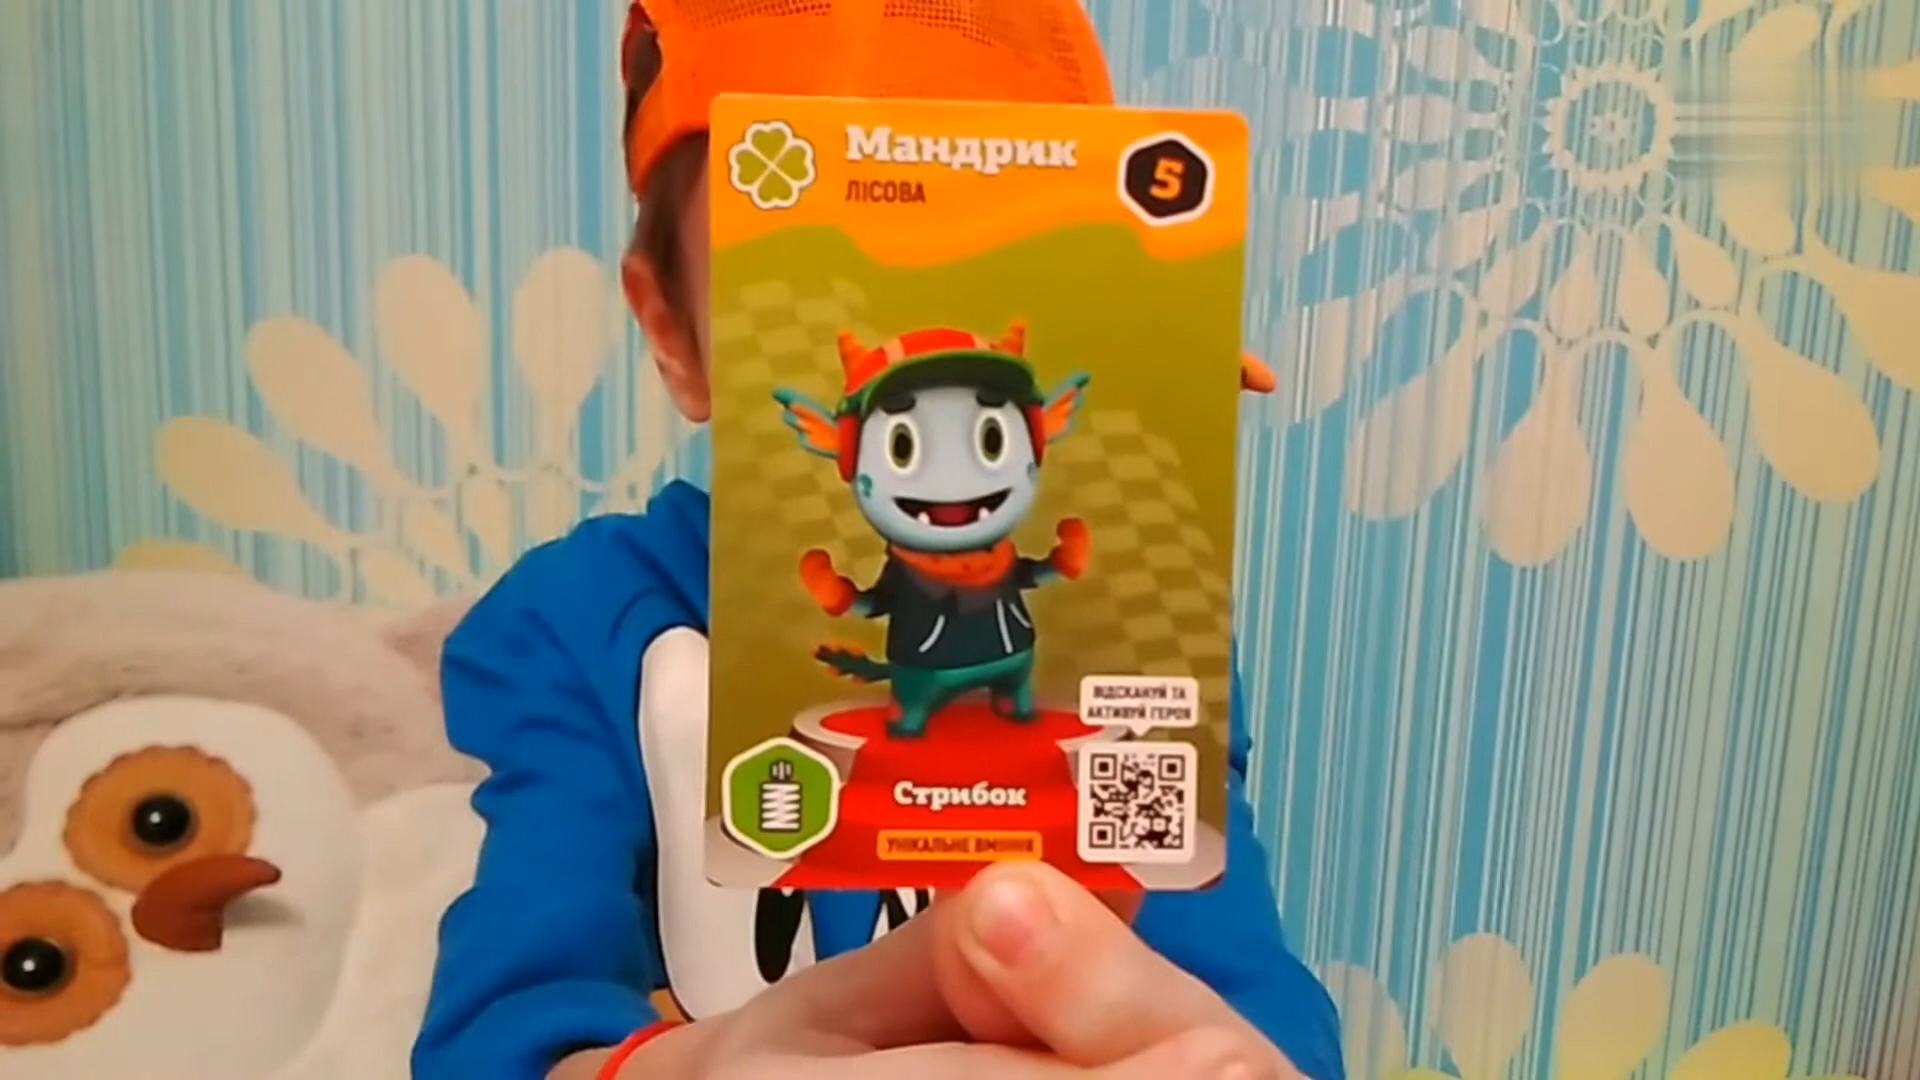 Мандрик
ЛІСОВА
5
ВІДСКАНУЙ ТА
АКТИВУЙ ГЕРОЯ
Стрибок
УНІКАЛЬНЕ ВМІННЯ